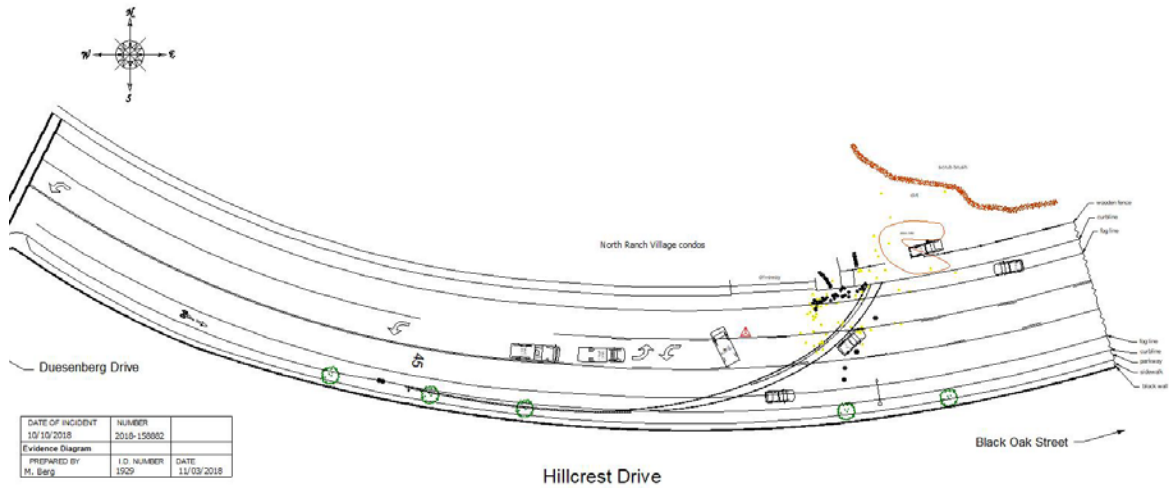 N
W E
S
scrub brush
dirt
wooden fence
curbline
fog line
North Ranch Village condos
driveway
45
fog line
curbline
parkway
sidewalk
block wall
Duesenberg Drive
Black Oak Street
Hillcrest Drive
DATE OF INCIDENT NUMBER
10/10/2018 2018-158882
Evidence Diagram
PREPARED BY I.D. NUMBER DATE
M. Berg 1929 11/03/2018